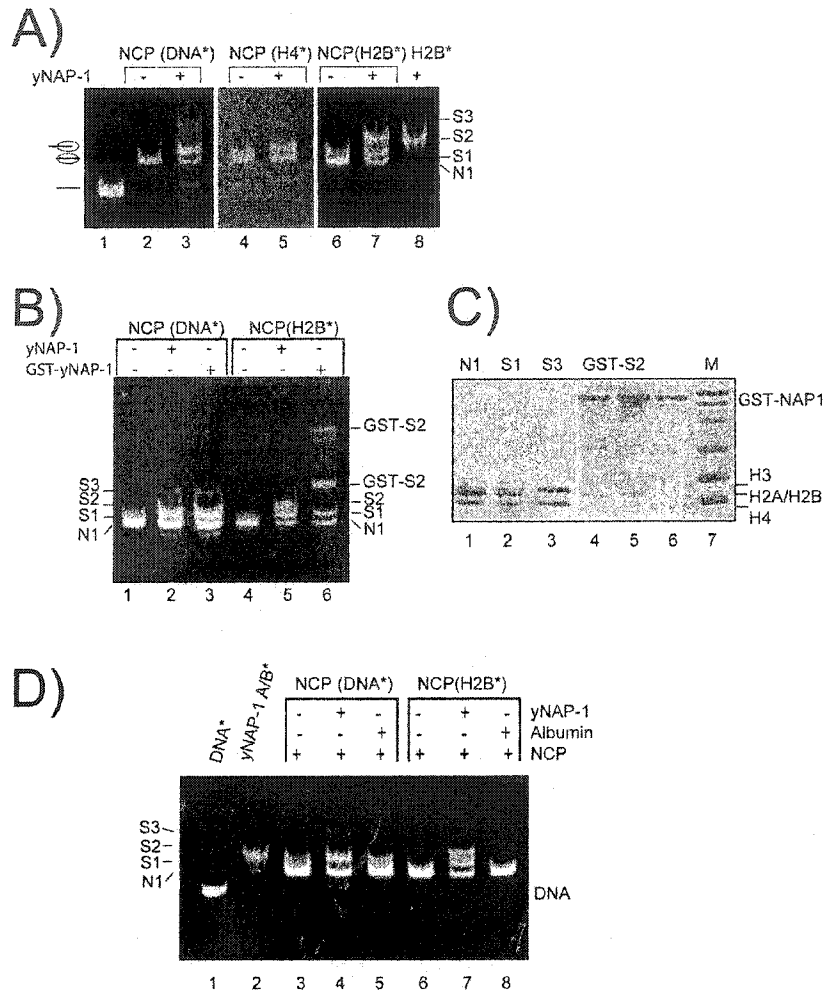 A)
NCP (DNA*) NCP (H4*) NCP(H2B*) H2B*
yNAP-1 - + - + - + +
S3
S2
S1
N1
1 2 3 4 5 6 7 8
B)
NCP (DNA*) NCP(H2B*)
yNAP-1 - + - - + -
GST-yNAP-1 - - + - - +
GST-S2
GST-S2
S3
S2
S1
N1
S2
S1
N1
1 2 3 4 5 6
C)
N1 S1 S3 GST-S2 M
GST-NAP1
H3
H2A/H2B
H4
1 2 3 4 5 6 7
D)
DNA*
yNAP-1 A/B*
NCP (DNA*) NCP(H2B*)
- + - - + - yNAP-1
- - + - - + Albumin
+ + + + + + NCP
S3
S2
S1
N1
DNA
1 2 3 4 5 6 7 8